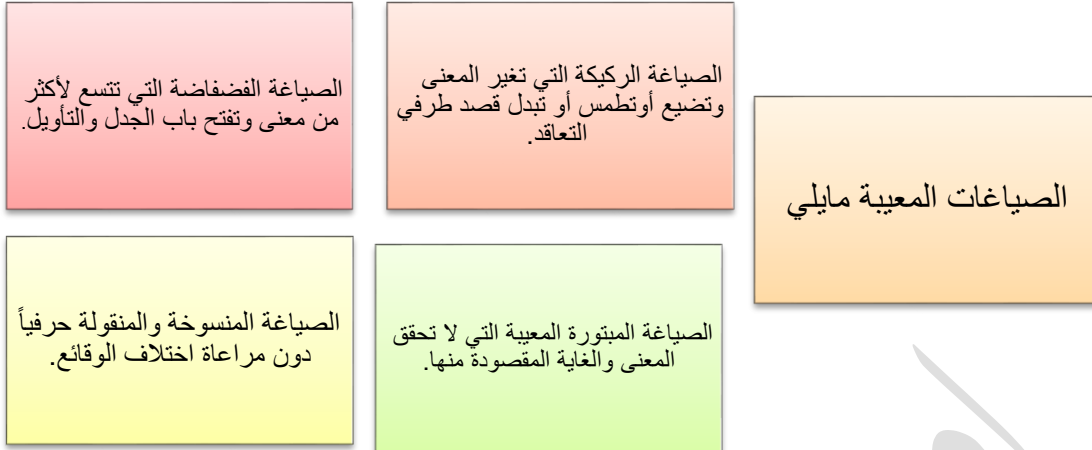 الصياغات المعيبة مايلي
الصياغة الركيكة التي تغير المعنى
وتضيع أوتطمس أو تبدل قصد طرفي
التعاقد.
الصياغة الفضفاضة التي تتسع لأكثر
من معنى وتفتح باب الجدل والتأويل.
الصياغة المبتورة المعيبة التي لا تحقق
المعنى والغاية المقصودة منها.
الصياغة المنسوخة والمنقولة حرفياً
دون مراعاة اختلاف الوقائع.